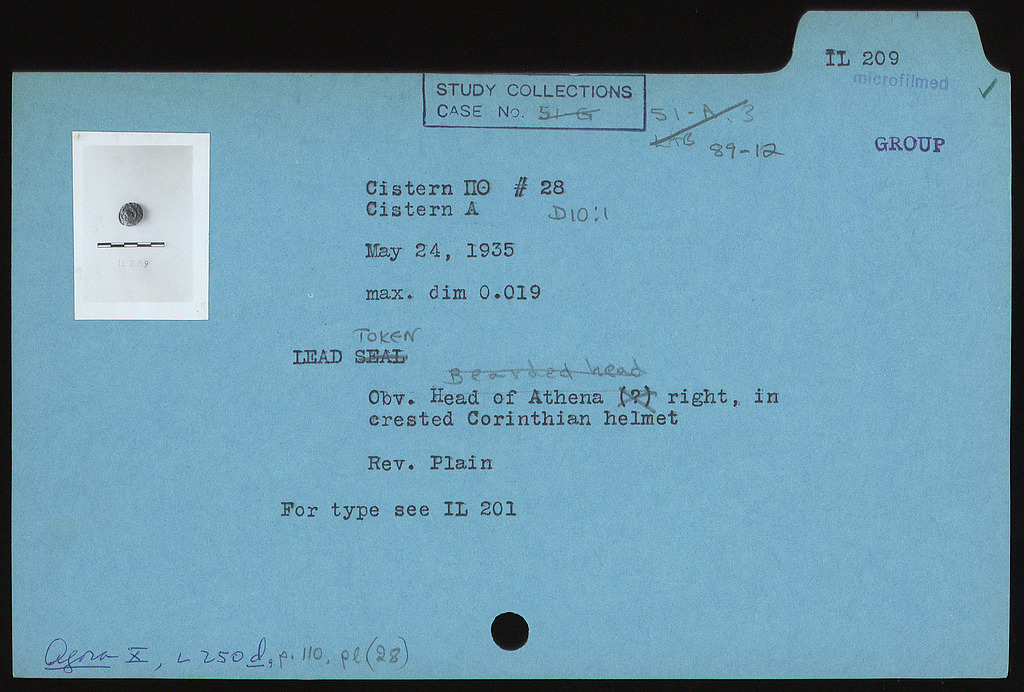 IL 209
microfilmed
✓
STUDY COLLECTIONS
CASE No. 51-G
51-A.3
LAB 89-12
GROUP
Cistern ΠΘ # 28
Cistern A D10:1
May 24, 1935
max. dim 0.019
IL 209
TOKEN
LEAD SEAL
Bearded head
Obv. Head of Athena (?) right, in
crested Corinthian helmet
Rev. Plain
For type see IL 201
Agora X, L 250 d, p. 110, pl (28)